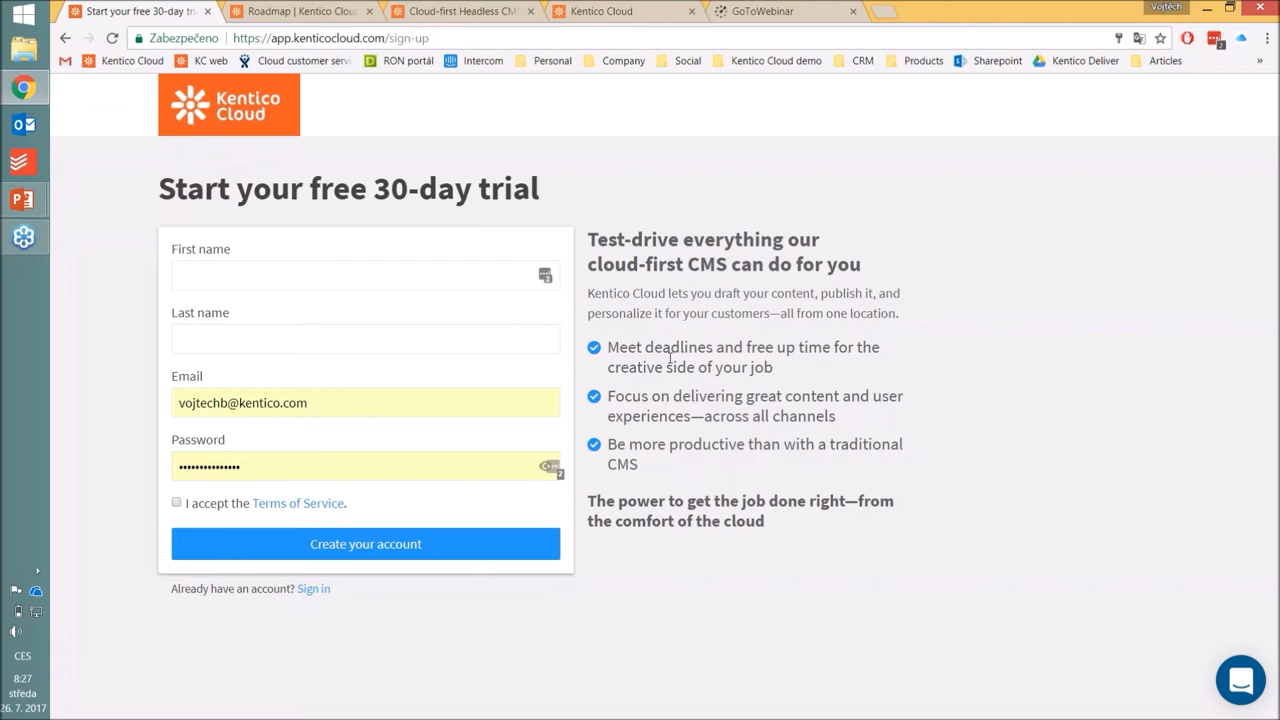 Start your free 30-day tri
Roadmap | Kentico Clou
Cloud-first Headless CM
Kentico Cloud
GoToWebinar
Vojtěch
Zabezpečeno
https://app.kenticocloud.com/sign-up
Kentico Cloud
KC web
Cloud customer servi
RON portál
Intercom
Personal
Company
Social
Kentico Cloud demo
CRM
Products
Sharepoint
Kentico Deliver
Articles
»
Kentico
Cloud
Start your free 30-day trial
First name
Last name
Email
vojtechb@kentico.com
Password
•••••••••••••••
I accept the Terms of Service.
Create your account
Already have an account? Sign in
Test-drive everything our
cloud-first CMS can do for you
Kentico Cloud lets you draft your content, publish it, and
personalize it for your customers—all from one location.
Meet deadlines and free up time for the
creative side of your job
Focus on delivering great content and user
experiences—across all channels
Be more productive than with a traditional
CMS
The power to get the job done right—from
the comfort of the cloud
CES
8:27
středa
26. 7. 2017